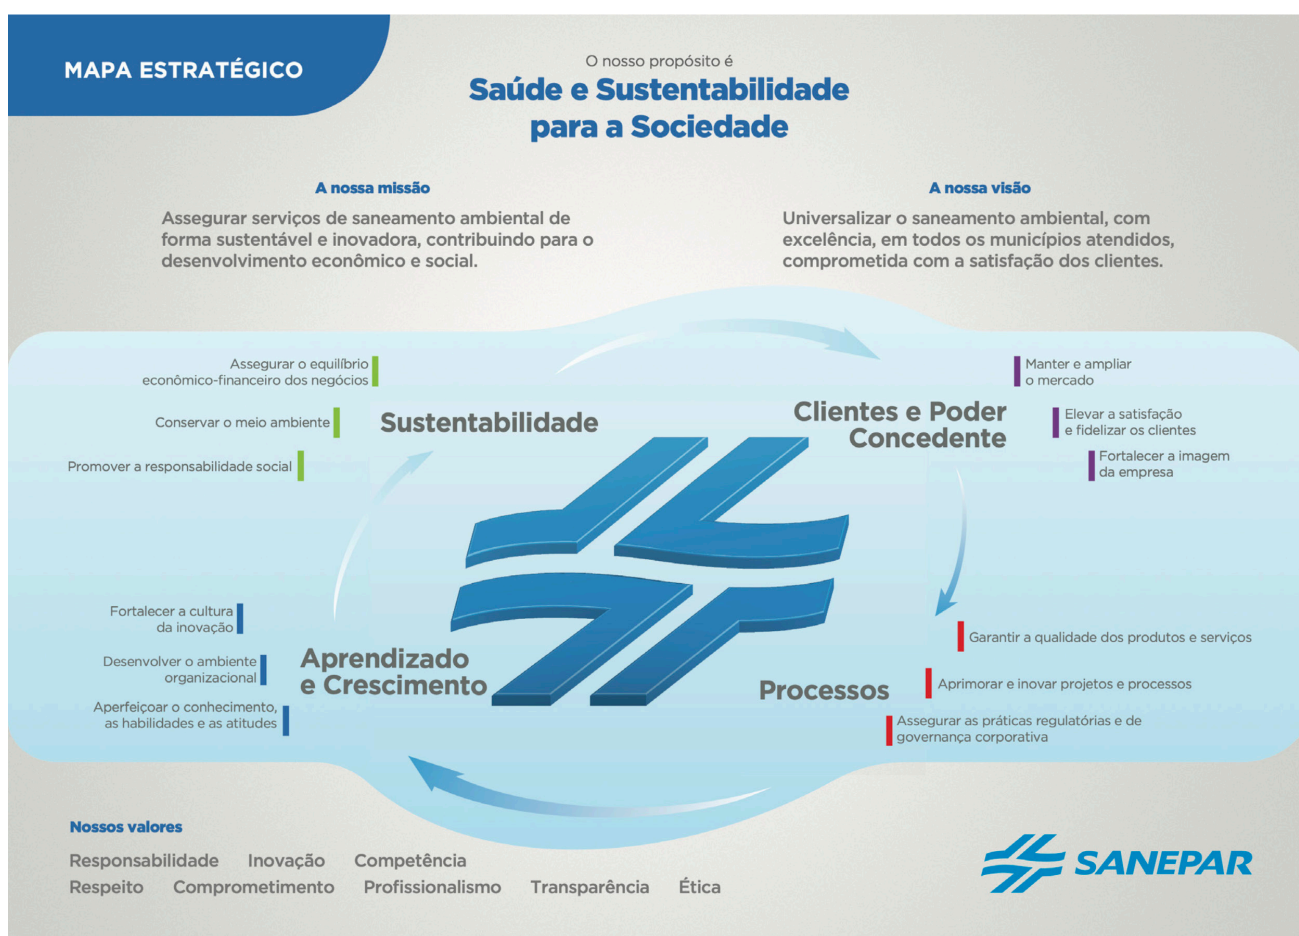 MAPA ESTRATÉGICO
O nosso propósito é
Saúde e Sustentabilidade
para a Sociedade
A nossa missão
Assegurar serviços de saneamento ambiental de
forma sustentável e inovadora, contribuindo para o
desenvolvimento econômico e social.
A nossa visão
Universalizar o saneamento ambiental, com
excelência, em todos os municípios atendidos,
comprometida com a satisfação dos clientes.
Assegurar o equilíbrio
econômico-financeiro dos negócios
Conservar o meio ambiente
Promover a responsabilidade social
Sustentabilidade
Clientes e Poder
Concedente
Manter e ampliar
o mercado
Elevar a satisfação
e fidelizar os clientes
Fortalecer a imagem
da empresa
Fortalecer a cultura
da inovação
Desenvolver o ambiente
organizacional
Aperfeiçoar o conhecimento,
as habilidades e as atitudes
Aprendizado
e Crescimento
Processos
Garantir a qualidade dos produtos e serviços
Aprimorar e inovar projetos e processos
Assegurar as práticas regulatórias e de
governança corporativa
Nossos valores
Responsabilidade Inovação Competência
Respeito Comprometimento Profissionalismo Transparência Ética
SANEPAR